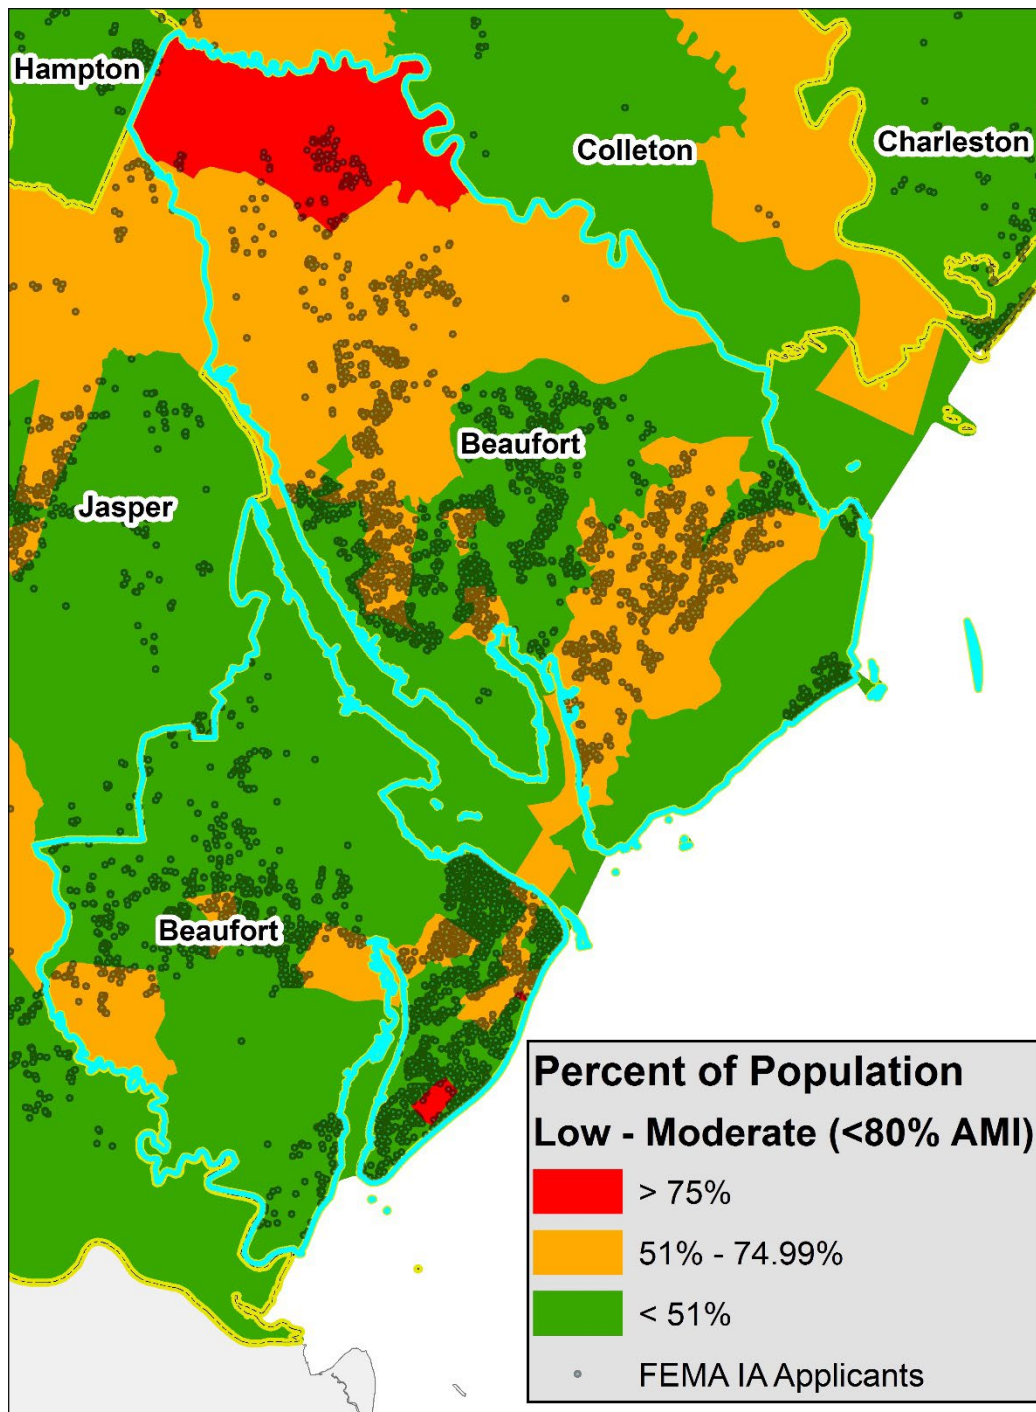 Hampton
Colleton
Charleston
Beaufort
Jasper
Beaufort
Percent of Population
Low - Moderate (<80% AMI)
> 75%
51% - 74.99%
< 51%
FEMA IA Applicants